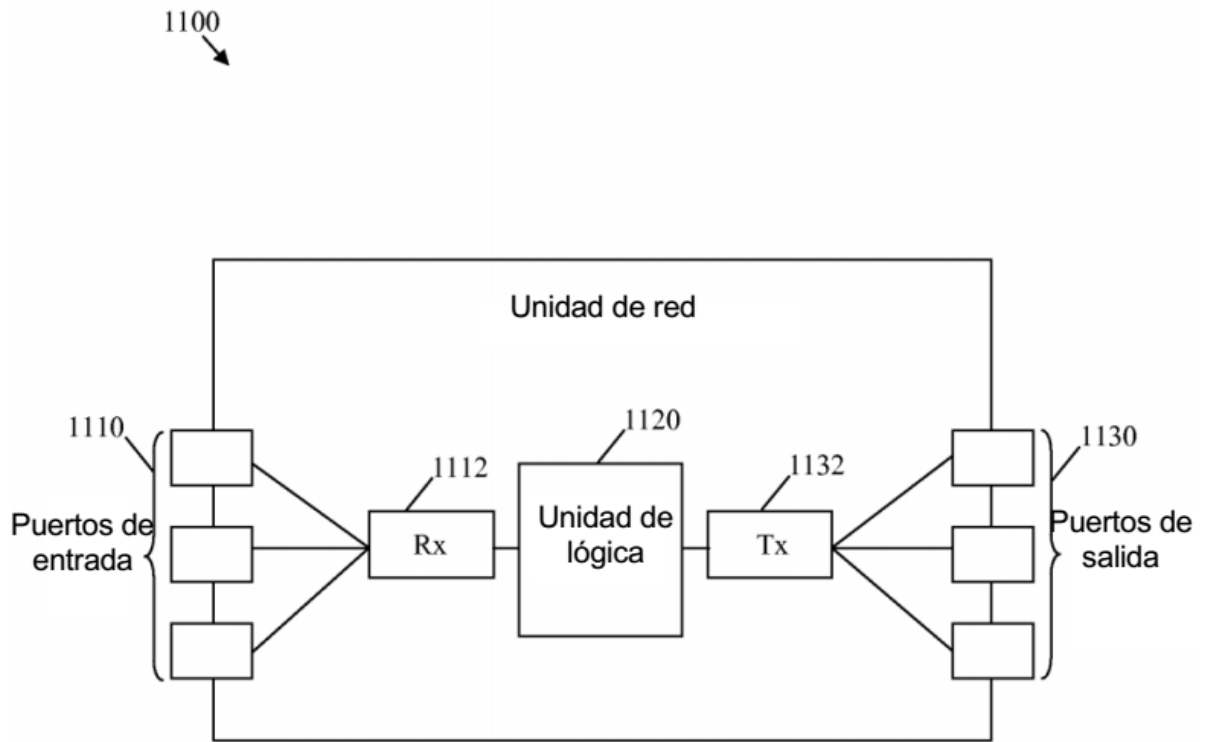 1100
Unidad de red
1110
1120
1130
1112
1132
Puertos de
entrada
Rx
Unidad de
lógica
Tx
Puertos de
salida